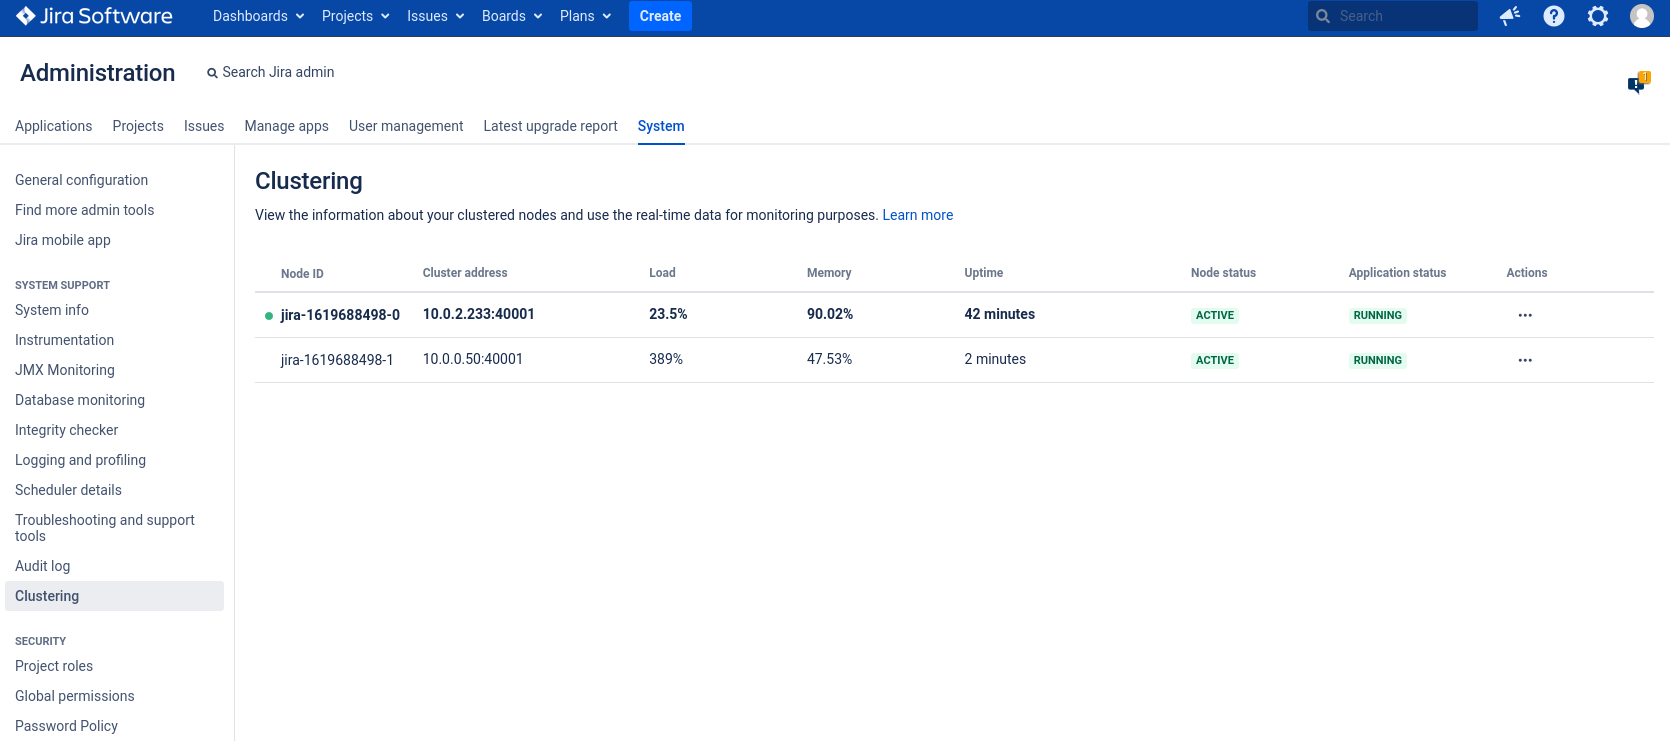 Jira Software Dashboards Projects Issues Boards Plans Create Search
Administration Search Jira admin
1
Applications Projects Issues Manage apps User management Latest upgrade report System
General configuration
Find more admin tools
Jira mobile app
SYSTEM SUPPORT
System info
Instrumentation
JMX Monitoring
Database monitoring
Integrity checker
Logging and profiling
Scheduler details
Troubleshooting and support
tools
Audit log
Clustering
SECURITY
Project roles
Global permissions
Password Policy
Clustering
View the information about your clustered nodes and use the real-time data for monitoring purposes. Learn more
Node ID Cluster address Load Memory Uptime Node status Application status Actions
jira-1619688498-0 10.0.2.233:40001 23.5% 90.02% 42 minutes ACTIVE RUNNING
jira-1619688498-1 10.0.0.50:40001 389% 47.53% 2 minutes ACTIVE RUNNING